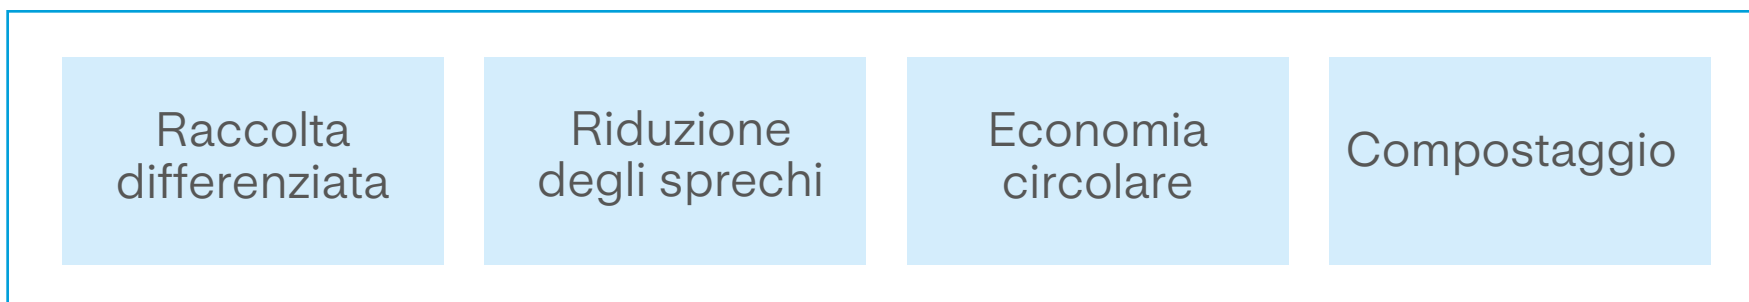 Raccolta
differenziata
Riduzione
degli sprechi
Economia
circolare
Compostaggio